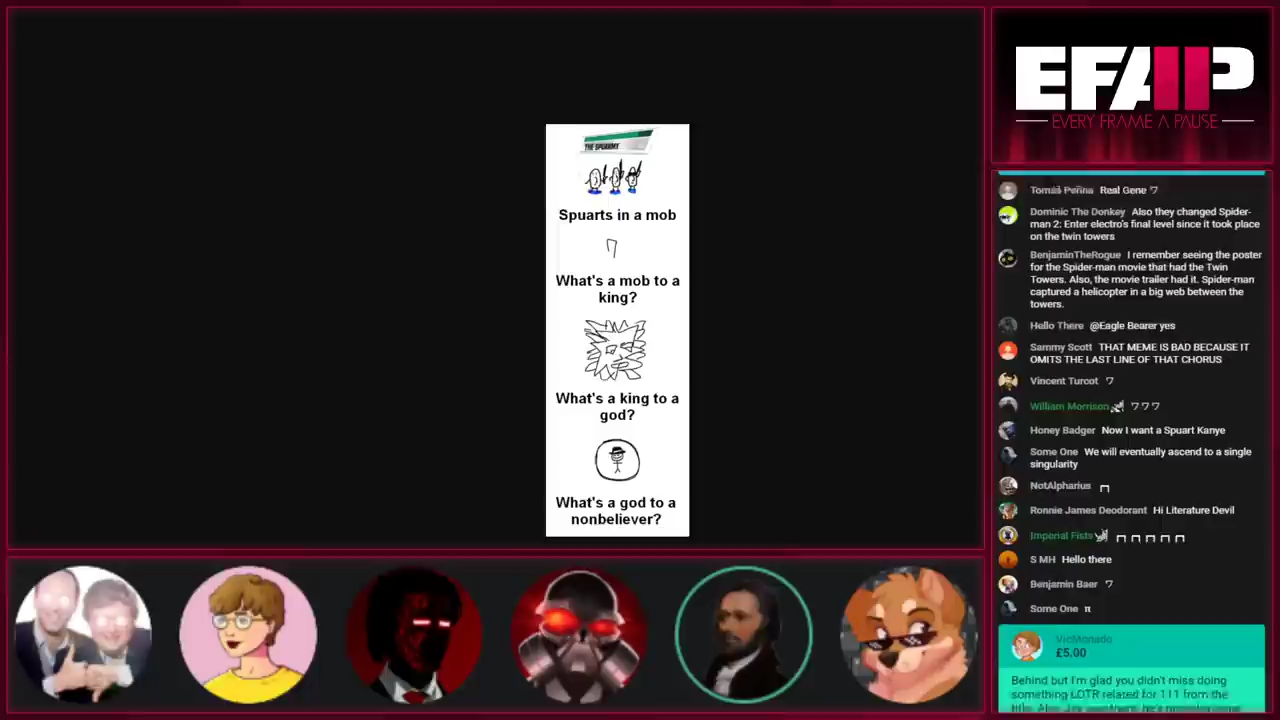 THE SPUARMY
Spuarts in a mob
What's a mob to a
king?
What's a king to a
god?
What's a god to a
nonbeliever?
EFAP
EVERY FRAME A PAUSE
Tomás Peñna Real Gene ワ
Dominic The Donkey Also they changed Spider-
man 2: Enter electro's final level since it took place
on the twin towers
BenjaminTheRogue I remember seeing the poster
for the Spider-man movie that had the Twin
Towers. Also, the movie trailer had it. Spider-man
captured a helicopter in a big web between the
towers.
Hello There @Eagle Bearer yes
Sammy Scott THAT MEME IS BAD BECAUSE IT
OMITS THE LAST LINE OF THAT CHORUS
Vincent Turcot ワ
William Morrison ワワワ
Honey Badger Now I want a Spuart Kanye
Some One We will eventually ascend to a single
singularity
NotAlpharius ┌┐
Ronnie James Deodorant Hi Literature Devil
Imperial Fists ┌┐ ┌┐ ┌┐ ┌┐ ┌┐
S MH Hello there
Benjamin Baer ワ
Some One π
VicMonado
£5.00
Behind but I'm glad you didn't miss doing
something LOTR related for 111 from the